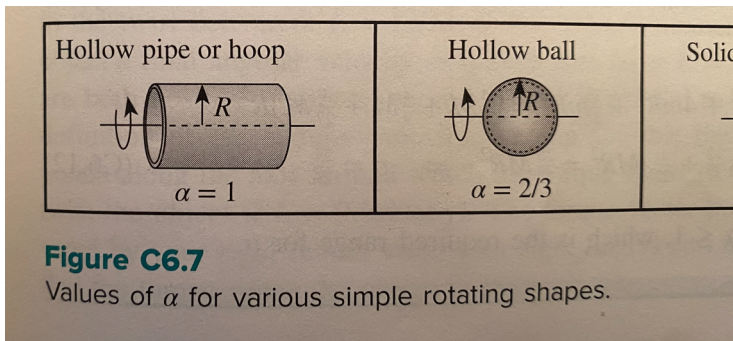 Hollow pipe or hoop
R
α = 1
Hollow ball
R
α = 2/3
Figure C6.7
Values of α for various simple rotating shapes.